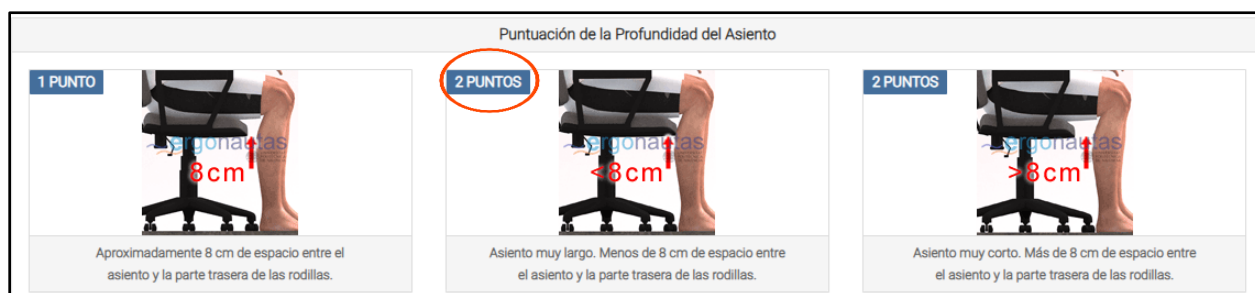 Puntuación de la Profundidad del Asiento
1 PUNTO
ergonautas
8cm
Aproximadamente 8 cm de espacio entre el
asiento y la parte trasera de las rodillas.
2 PUNTOS
ergonautas
<8cm
Asiento muy largo. Menos de 8 cm de espacio entre
el asiento y la parte trasera de las rodillas.
2 PUNTOS
ergonautas
>8cm
Asiento muy corto. Más de 8 cm de espacio entre
el asiento y la parte trasera de las rodillas.